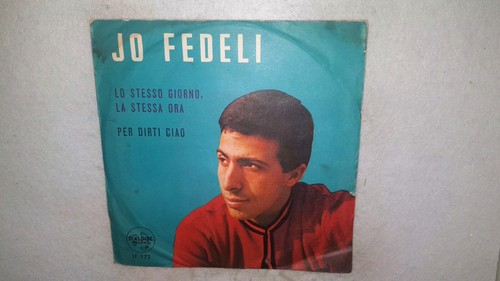 JO FEDELI
LO STESSO GIORNO,
LA STESSA ORA
PER DIRTI CIAO